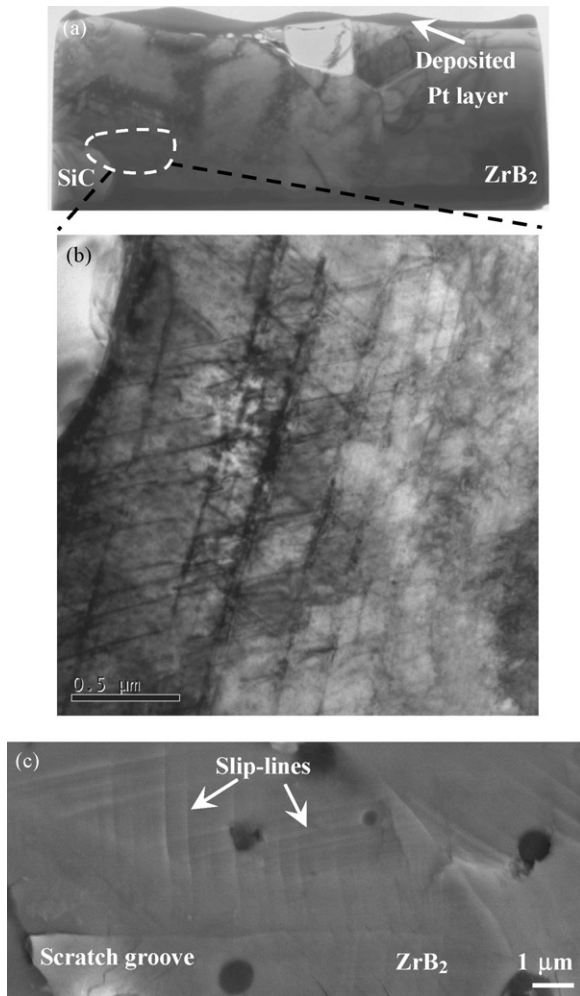 (a)
Deposited
Pt layer
SiC
ZrB₂
(b)
0.5 μm
(c)
Slip-lines
Scratch groove
ZrB₂
1 μm